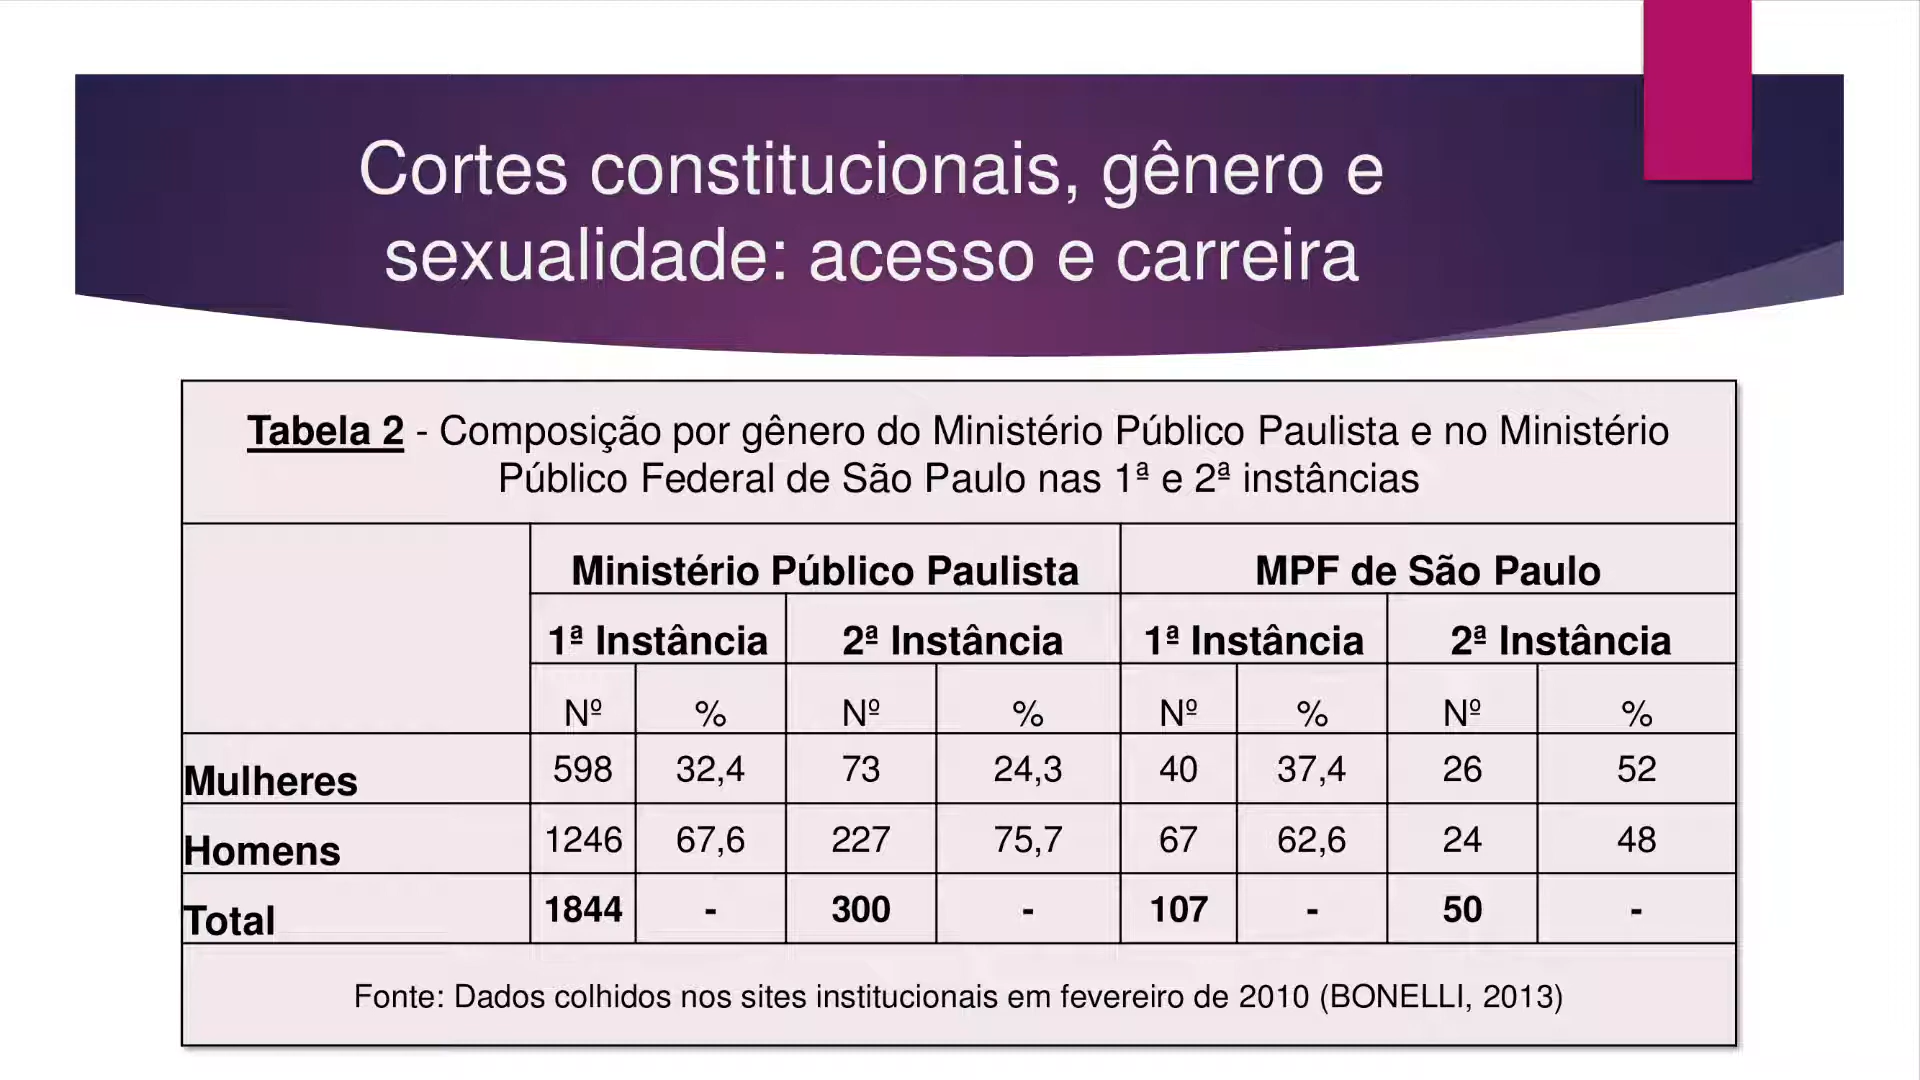 Cortes constitucionais, gênero e
sexualidade: acesso e carreira
Tabela 2 - Composição por gênero do Ministério Público Paulista e no Ministério
Público Federal de São Paulo nas 1ª e 2ª instâncias
Ministério Público Paulista MPF de São Paulo
1ª Instância 2ª Instância 1ª Instância 2ª Instância
Nº % Nº % Nº % Nº %
Mulheres 598 32,4 73 24,3 40 37,4 26 52
Homens 1246 67,6 227 75,7 67 62,6 24 48
Total 1844 - 300 - 107 - 50 -
Fonte: Dados colhidos nos sites institucionais em fevereiro de 2010 (BONELLI, 2013)